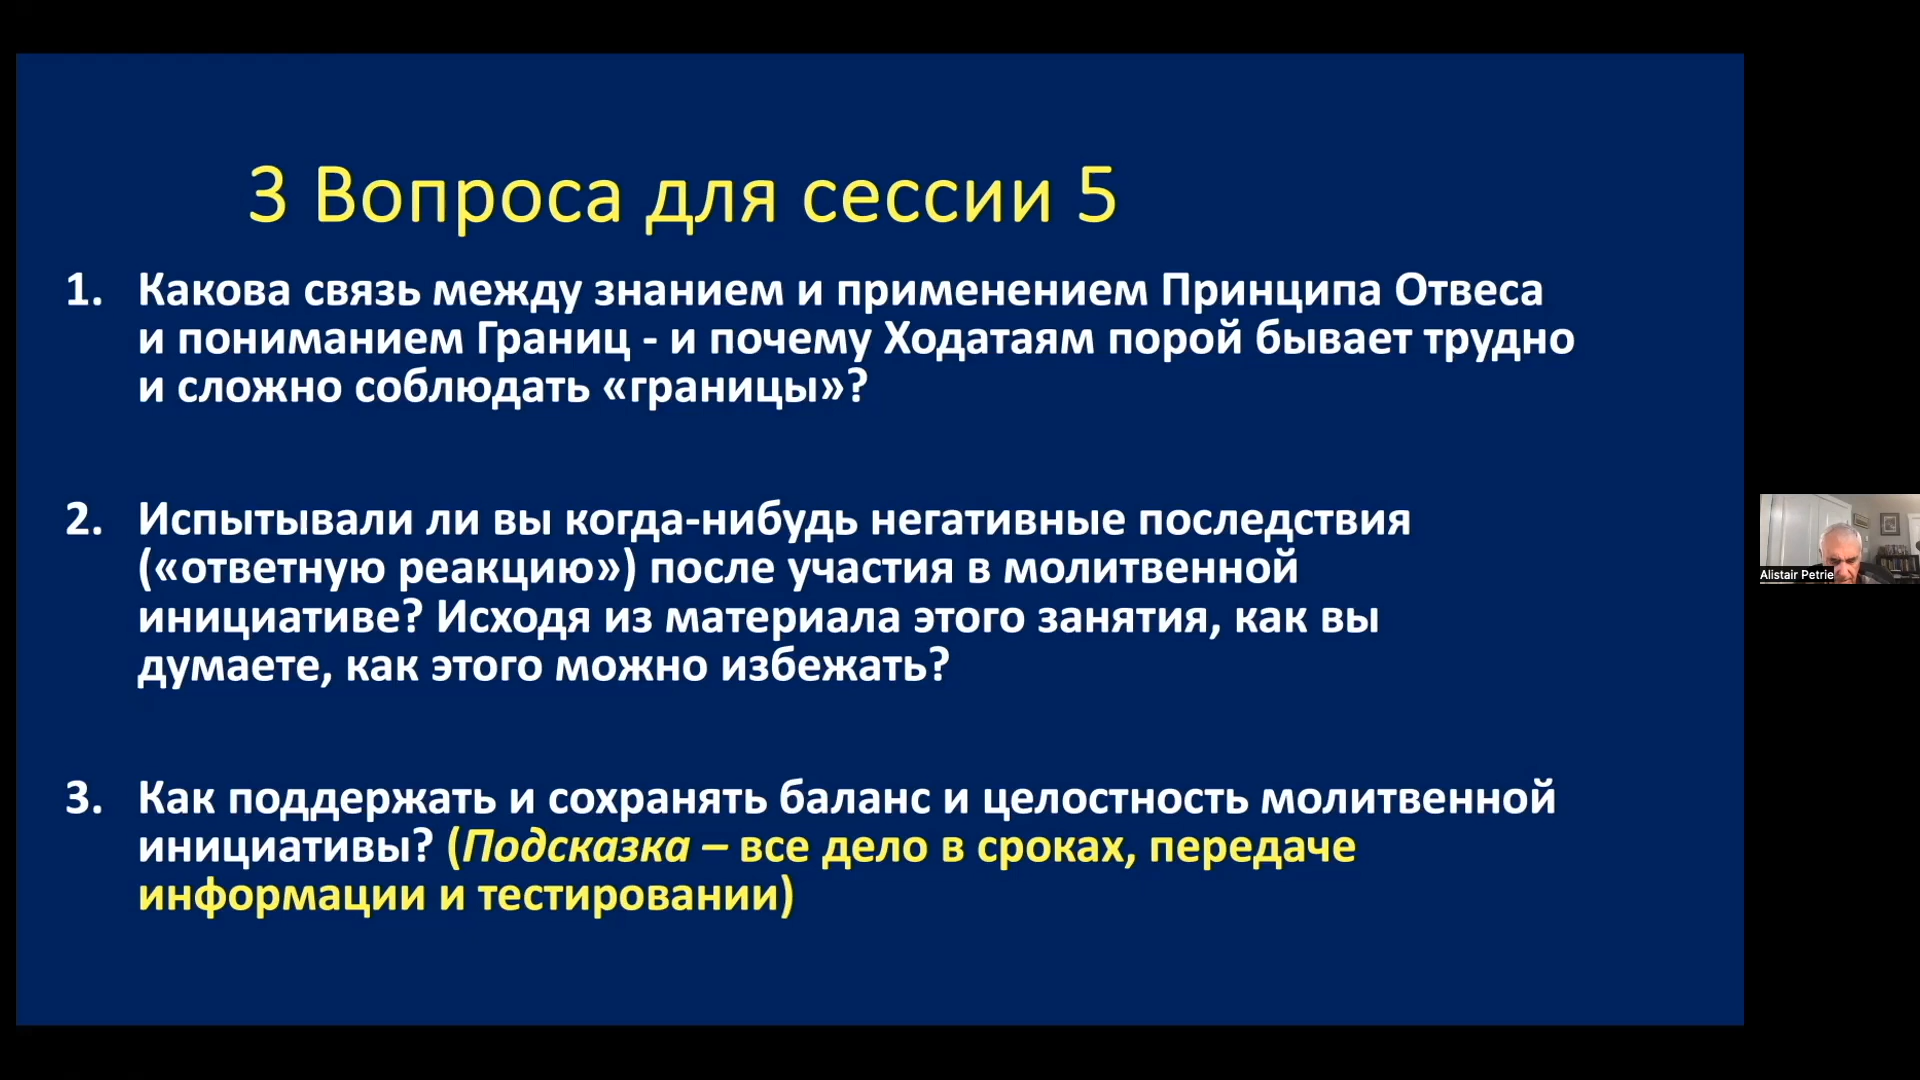 3 Вопроса для сессии 5
1. Какова связь между знанием и применением Принципа Отвеса
и пониманием Границ - и почему Ходатаям порой бывает трудно
и сложно соблюдать «границы»?
2. Испытывали ли вы когда-нибудь негативные последствия
(«ответную реакцию») после участия в молитвенной
инициативе? Исходя из материала этого занятия, как вы
думаете, как этого можно избежать?
3. Как поддержать и сохранять баланс и целостность молитвенной
инициативы? (Подсказка – все дело в сроках, передаче
информации и тестировании)
Alistair Petrie